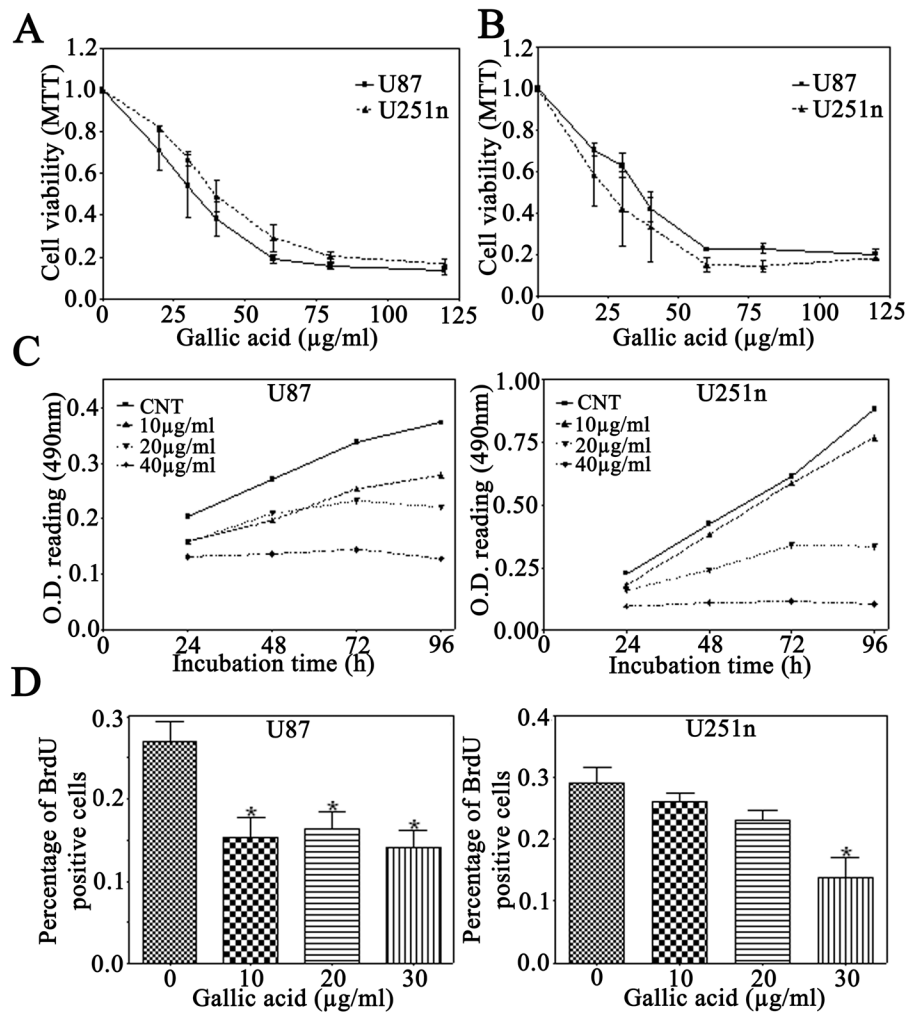 A
Cell viability (MTT)
1.2
1.0
0.8
0.6
0.4
0.2
0.0
U87
U251n
0 25 50 75 100 125
Gallic acid (µg/ml)
B
Cell viability (MTT)
1.2
1.0
0.8
0.6
0.4
0.2
0.0
U87
U251n
0 25 50 75 100 125
Gallic acid (µg/ml)
C
U87
O.D. reading (490nm)
0.4
0.3
0.2
0.1
0.0
CNT
10µg/ml
20µg/ml
40µg/ml
0 24 48 72 96
Incubation time (h)
U251n
O.D. reading (490nm)
1.00
0.75
0.50
0.25
0.00
CNT
10µg/ml
20µg/ml
40µg/ml
0 24 48 72 96
Incubation time (h)
D
U87
Percentage of BrdU
positive cells
0.3
0.2
0.1
0.0
* * *
0 10 20 30
Gallic acid (µg/ml)
U251n
Percentage of BrdU
positive cells
0.4
0.3
0.2
0.1
0.0
*
0 10 20 30
Gallic acid (µg/ml)